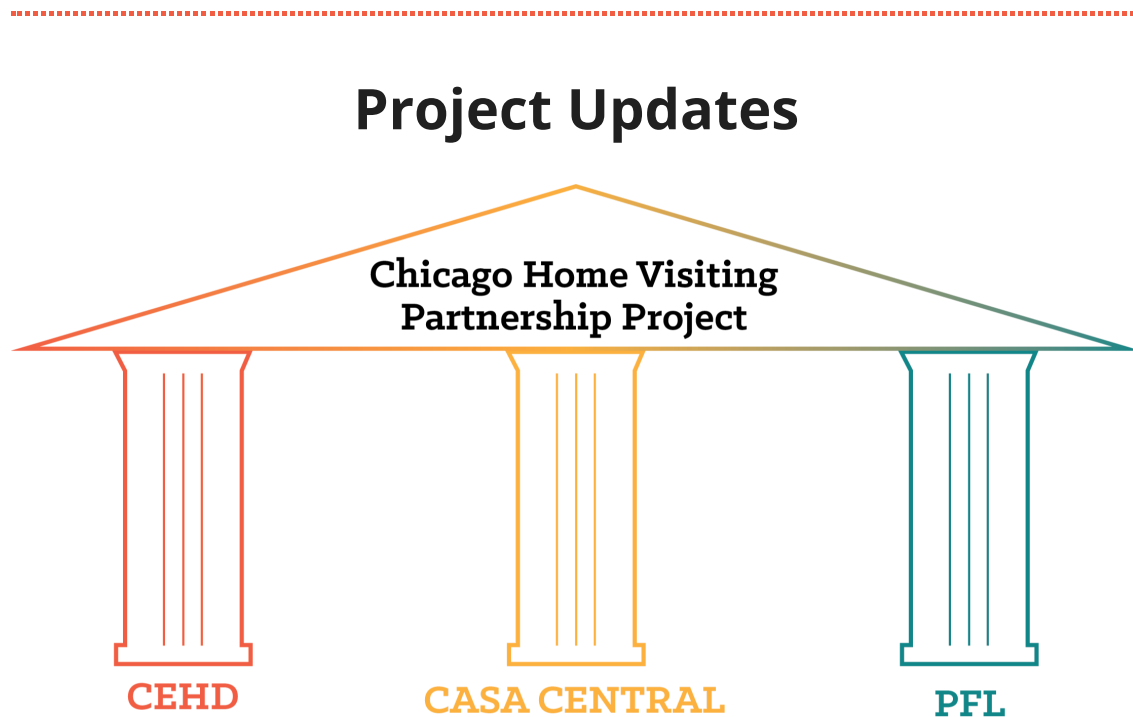 Project Updates
Chicago Home Visiting
Partnership Project
CEHD
CASA CENTRAL
PFL